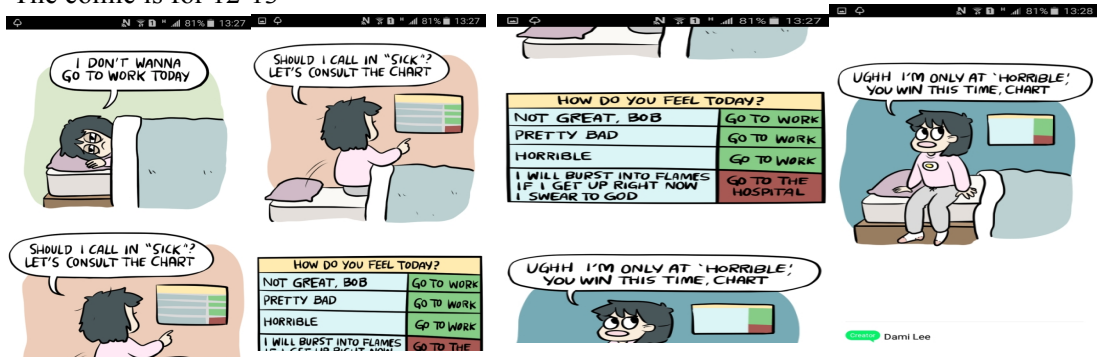 81% 13:27
I DON'T WANNA
GO TO WORK TODAY
SHOULD I CALL IN "SICK"?
LET'S CONSULT THE CHART
81% 13:27
SHOULD I CALL IN "SICK"?
LET'S CONSULT THE CHART
HOW DO YOU FEEL TODAY?
NOT GREAT, BOB GO TO WORK
PRETTY BAD GO TO WORK
HORRIBLE GO TO WORK
I WILL BURST INTO FLAMES GO TO THE
81% 13:27
HOW DO YOU FEEL TODAY?
NOT GREAT, BOB GO TO WORK
PRETTY BAD GO TO WORK
HORRIBLE GO TO WORK
I WILL BURST INTO FLAMES
IF I GET UP RIGHT NOW
I SWEAR TO GOD
GO TO THE
HOSPITAL
UGHH I'M ONLY AT 'HORRIBLE',
YOU WIN THIS TIME, CHART
81% 13:28
UGHH I'M ONLY AT 'HORRIBLE',
YOU WIN THIS TIME, CHART
Creator Dami Lee